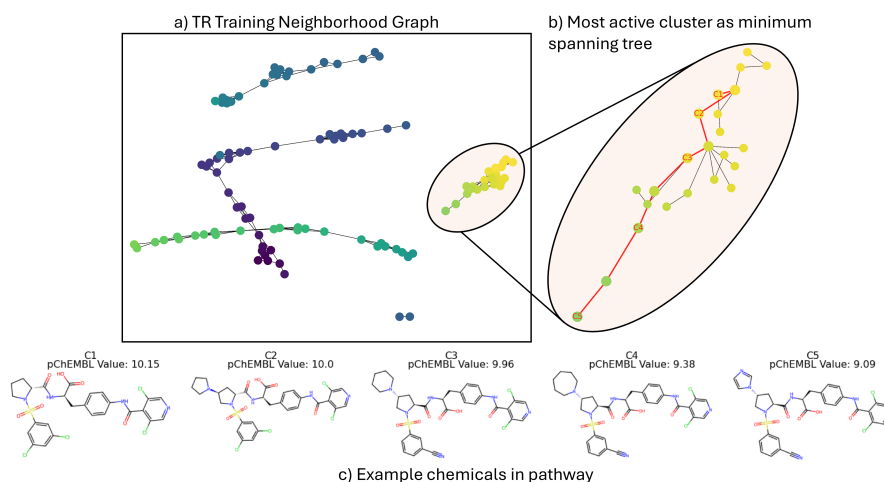 a) TR Training Neighborhood Graph
b) Most active cluster as minimum
spanning tree
C1
C2
C3
C4
C5
C1
pChEMBL Value: 10.15
C2
pChEMBL Value: 10.0
C3
pChEMBL Value: 9.96
C4
pChEMBL Value: 9.38
C5
pChEMBL Value: 9.09
c) Example chemicals in pathway